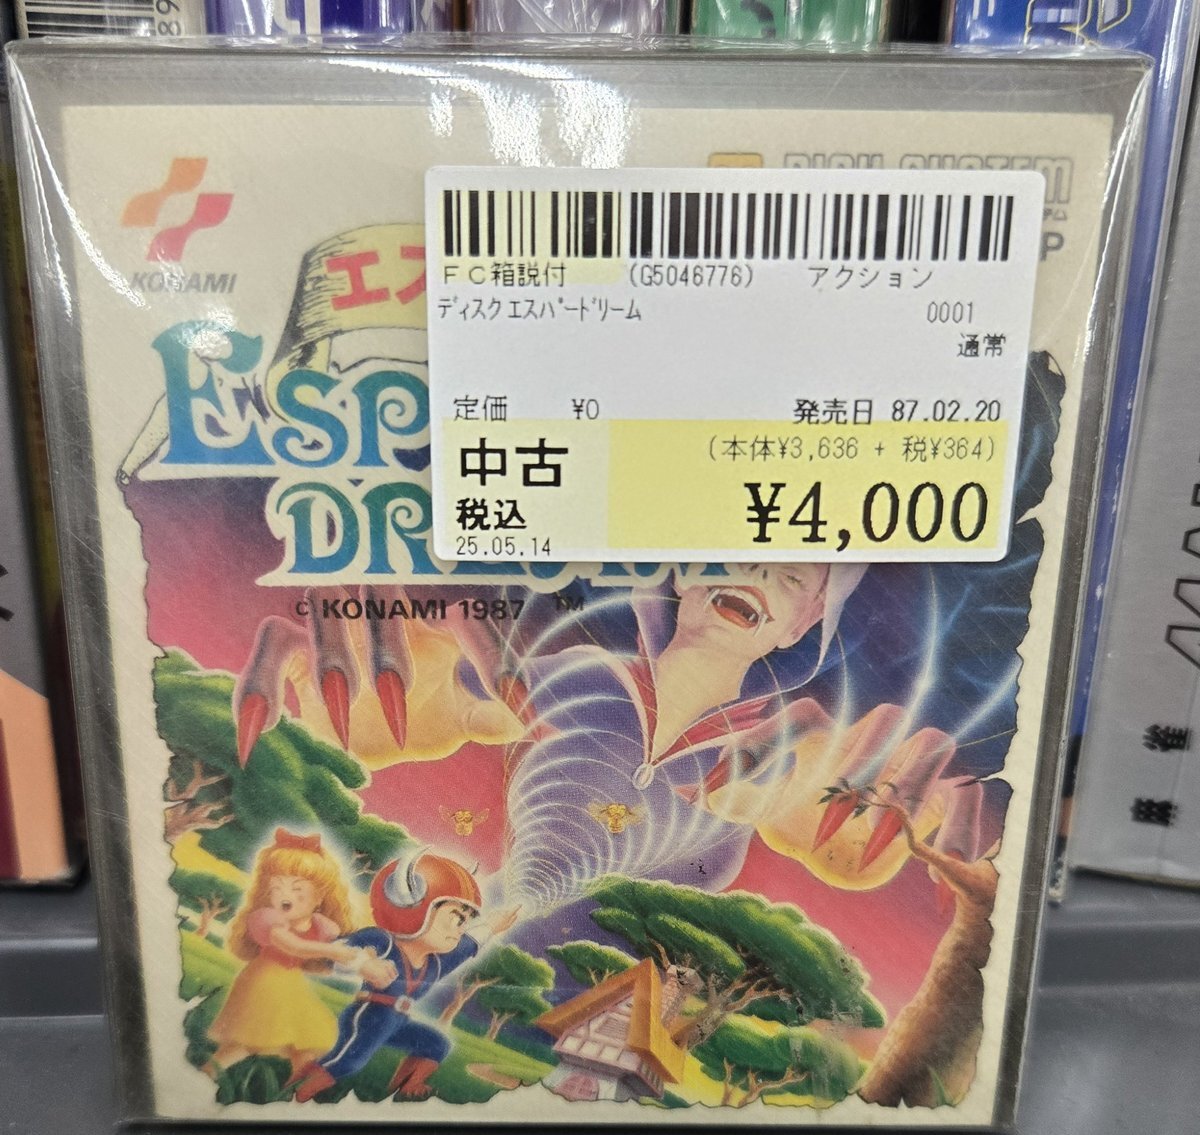 KONAMI
DISK SYSTEM
エス
FC箱説付 (G5046776) アクション
ディスク エスパードリーム 0001
通常
定価 ¥0 発売日 87.02.20
中古 (本体¥3,636 + 税¥364)
税込 ¥4,000
25.05.14
ESP
DR
© KONAMI 1987 TM
麻雀